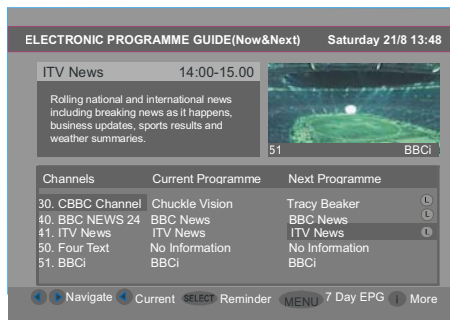 ELECTRONIC PROGRAMME GUIDE(Now&Next) Saturday 21/8 13:48
ITV News 14:00-15.00
Rolling national and international news
including breaking news as it happens,
business updates, sports results and
weather summaries.
51 BBCi
Channels Current Programme Next Programme
30. CBBC Channel Chuckle Vision Tracy Beaker L
40. BBC NEWS 24 BBC News BBC News L
41. ITV News ITV News ITV News L
50. Four Text No Information No Information
51. BBCi BBCi BBCi
Navigate Current SELECT Reminder MENU 7 Day EPG i More